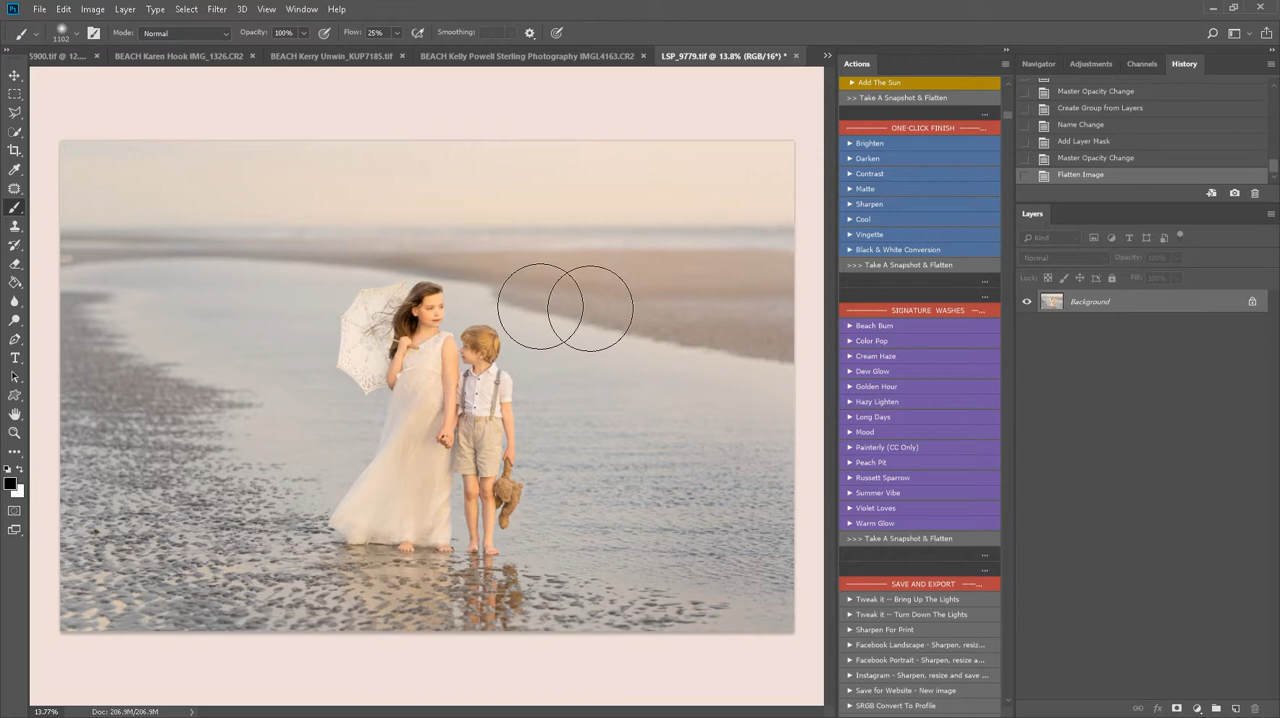 Ps File Edit Image Layer Type Select Filter 3D View Window Help
1102 Mode: Normal Opacity: 100% Flow: 25% Smoothing:
5900.tif @ 12.... × BEACH Karen Hook IMG_1326.CR2 × BEACH Kerry Unwin_KUP7185.tif × BEACH Kelly Powell Sterling Photography IMGL4163.CR2 × LSP_9779.tif @ 13.8% (RGB/16*) * ×
Actions
Add The Sun
>> Take A Snapshot & Flatten
...
ONE-CLICK FINISH ...
Brighten
Darken
Contrast
Matte
Sharpen
Cool
Vingette
Black & White Conversion
>>> Take A Snapshot & Flatten
...
...
SIGNATURE WASHES ...
Beach Bum
Color Pop
Cream Haze
Dew Glow
Golden Hour
Hazy Lighten
Long Days
Mood
Painterly (CC Only)
Peach Pit
Russett Sparrow
Summer Vibe
Violet Loves
Warm Glow
>>> Take A Snapshot & Flatten
...
...
SAVE AND EXPORT ...
Tweak it -- Bring Up The Lights
Tweak it -- Turn Down The Lights
Sharpen For Print
Facebook Landscape - Sharpen, resiz...
Facebook Portrait - Sharpen, resize a...
Instagram - Sharpen, resize and save ...
Save for Website - New image
SRGB Convert To Profile
Navigator Adjustments Channels History
Master Opacity Change
Create Group from Layers
Name Change
Add Layer Mask
Master Opacity Change
Flatten Image
Layers
Kind
Normal Opacity: 100%
Lock: Fill: 100%
Background
13.77% Doc: 206.9M/206.9M